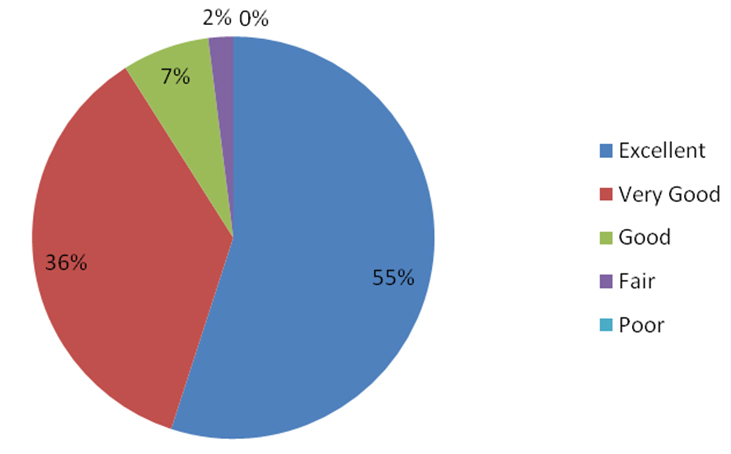 2% 0%
7%
36%
55%
Excellent
Very Good
Good
Fair
Poor